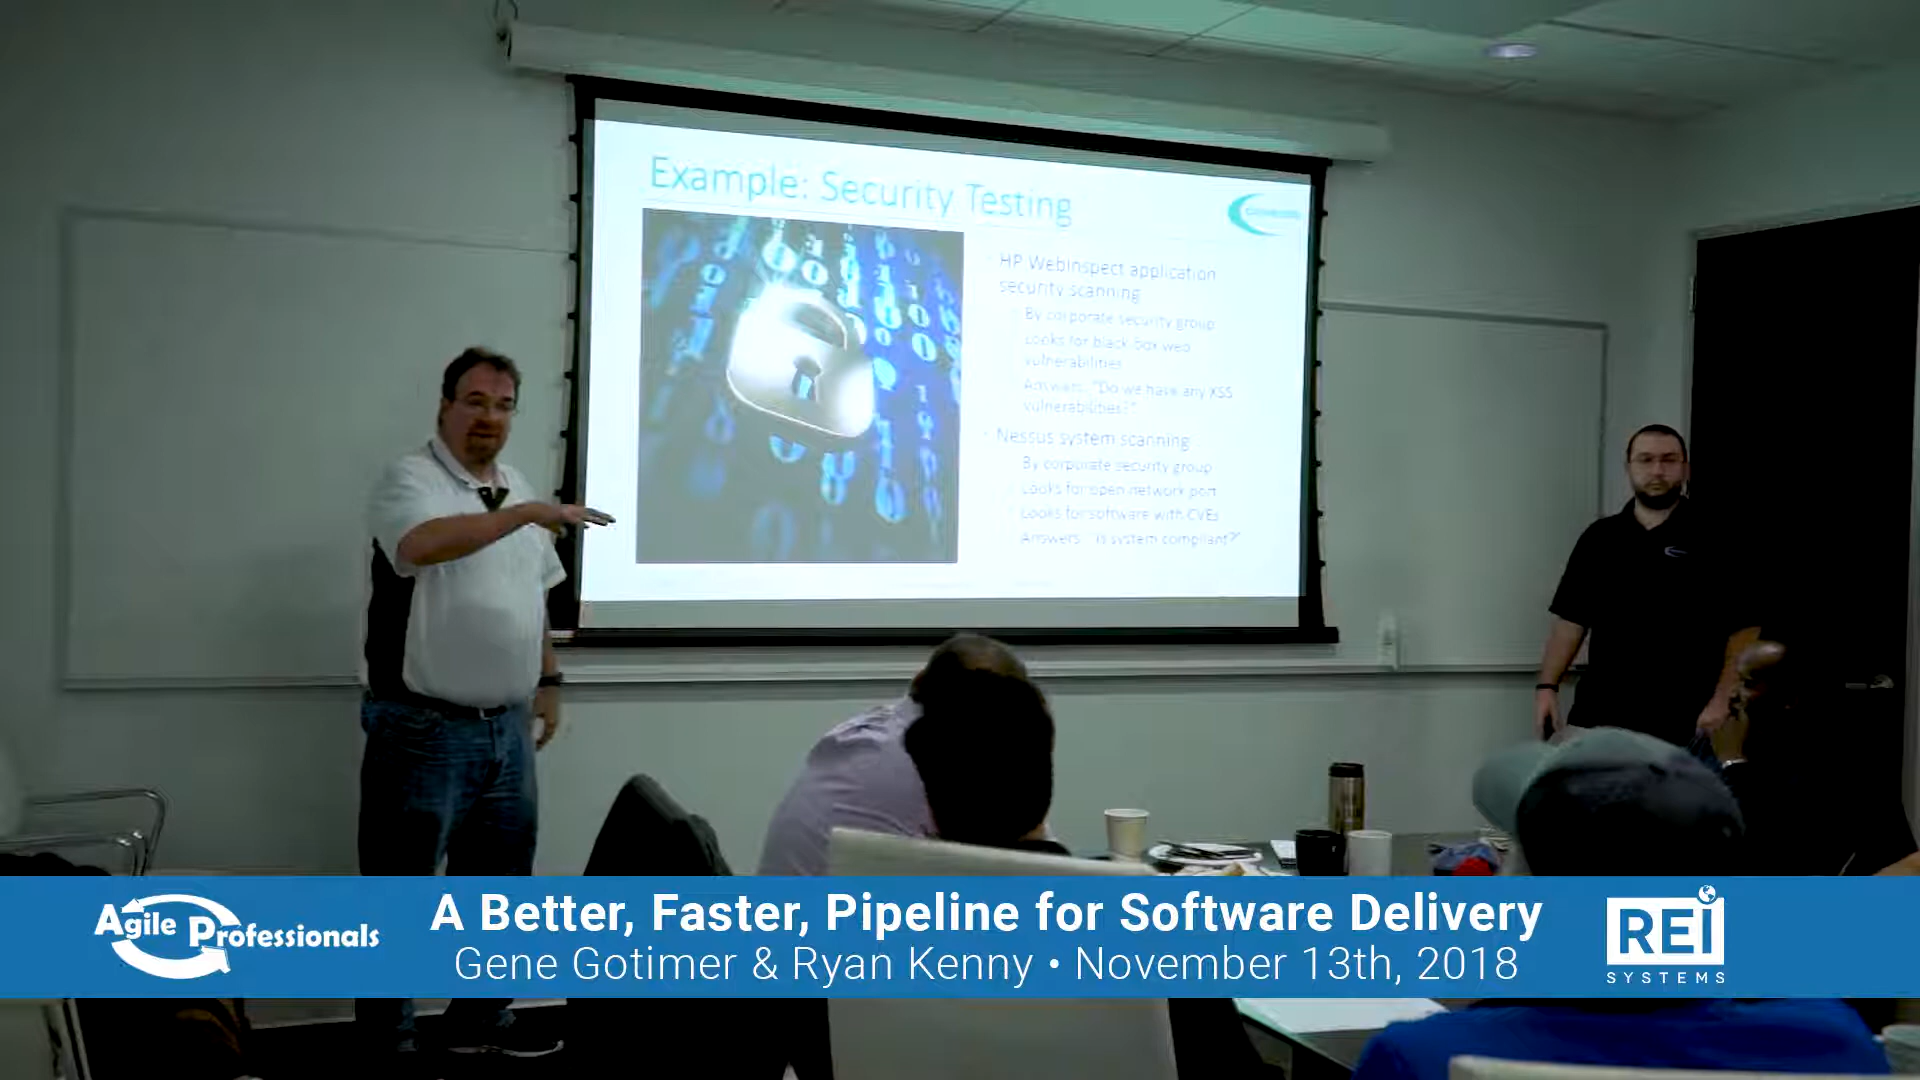 Example: Security Testing
HP WebInspect application
security scanning
By corporate security group
Looks for black-box web
vulnerabilities
Answers: "Do we have any XSS
vulnerabilities?"
Nessus system scanning
By corporate security group
Looks for open network port
Looks for software with CVEs
Answers: "Is system compliant?"
Agile Professionals
A Better, Faster, Pipeline for Software Delivery
Gene Gotimer & Ryan Kenny • November 13th, 2018
REI
SYSTEMS